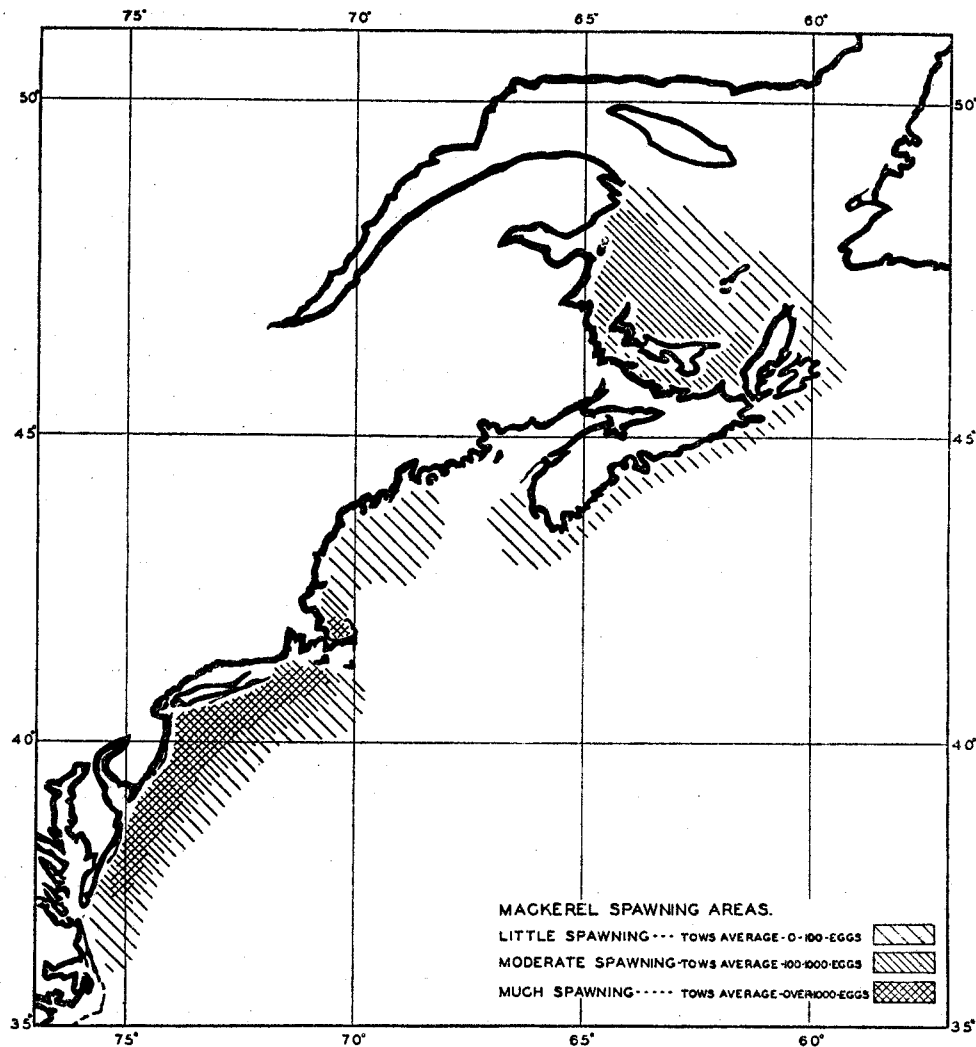 75° 70° 65° 60°
50° 50°
45° 45°
40° 40°
MACKEREL SPAWNING AREAS.
LITTLE SPAWNING --- TOWS AVERAGE-0-100-EGGS
MODERATE SPAWNING-TOWS AVERAGE-100-1000-EGGS
MUCH SPAWNING ----- TOWS AVERAGE-OVER-1000-EGGS
35° 35°
75° 70° 65° 60°